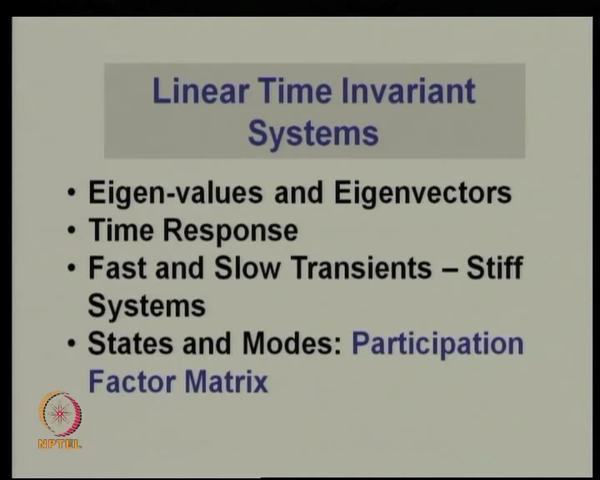 Linear Time Invariant
Systems
• Eigen-values and Eigenvectors
• Time Response
• Fast and Slow Transients – Stiff
Systems
• States and Modes: Participation
Factor Matrix
NPTEL